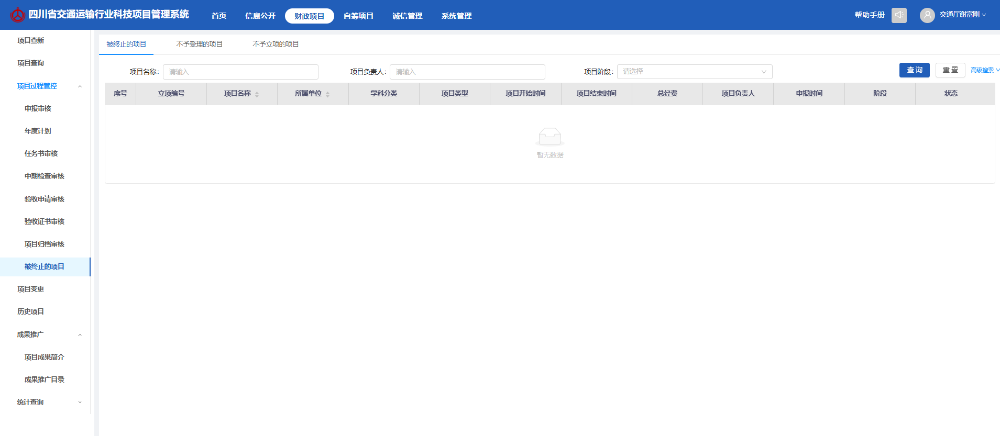 四川省交通运输行业科技项目管理系统 首页 信息公开 财政项目 自筹项目 诚信管理 系统管理 帮助手册 交通厅谢富刚
项目查新
项目查询
项目过程管控
申报审核
年度计划
任务书审核
中期检查审核
验收申请审核
验收证书审核
项目归档审核
被终止的项目
项目变更
历史项目
成果推广
项目成果简介
成果推广目录
统计查询
被终止的项目 不予受理的项目 不予立项的项目
项目名称: 请输入 项目负责人: 请输入 项目阶段: 请选择 查 询 重 置 高级搜索
序号 立项编号 项目名称 所属单位 学科分类 项目类型 项目开始时间 项目结束时间 总经费 项目负责人 申报时间 阶段 状态
暂无数据